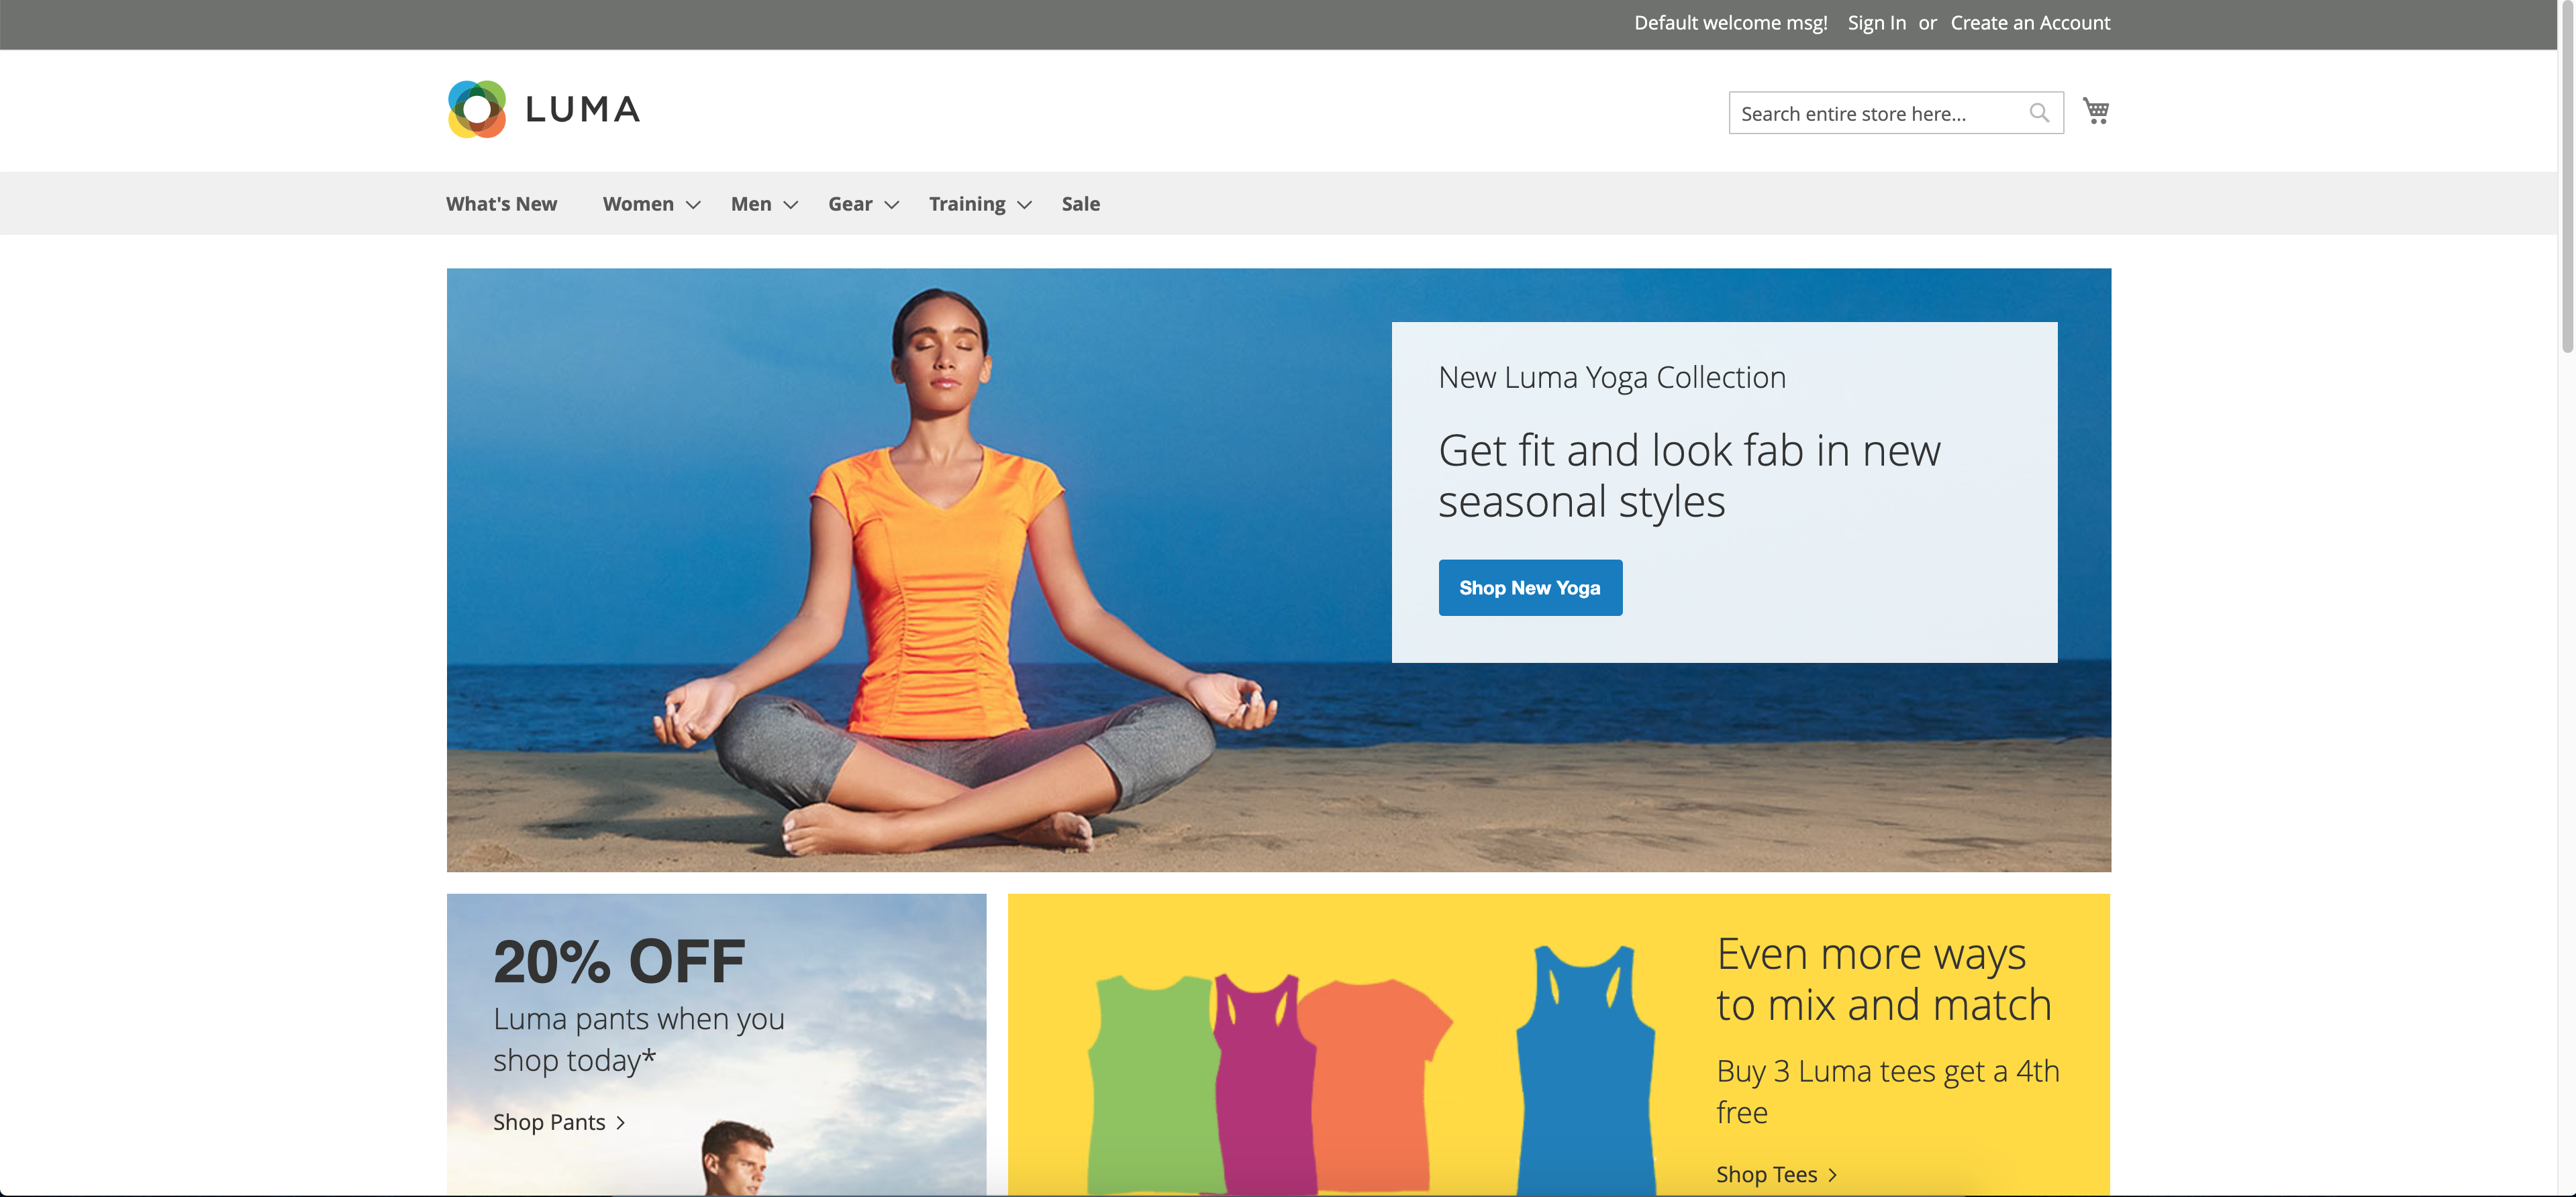 Default welcome msg! Sign In or Create an Account
LUMA
Search entire store here...
What's New Women Men Gear Training Sale
New Luma Yoga Collection
Get fit and look fab in new
seasonal styles
Shop New Yoga
20% OFF
Luma pants when you
shop today*
Shop Pants >
Even more ways
to mix and match
Buy 3 Luma tees get a 4th
free
Shop Tees >